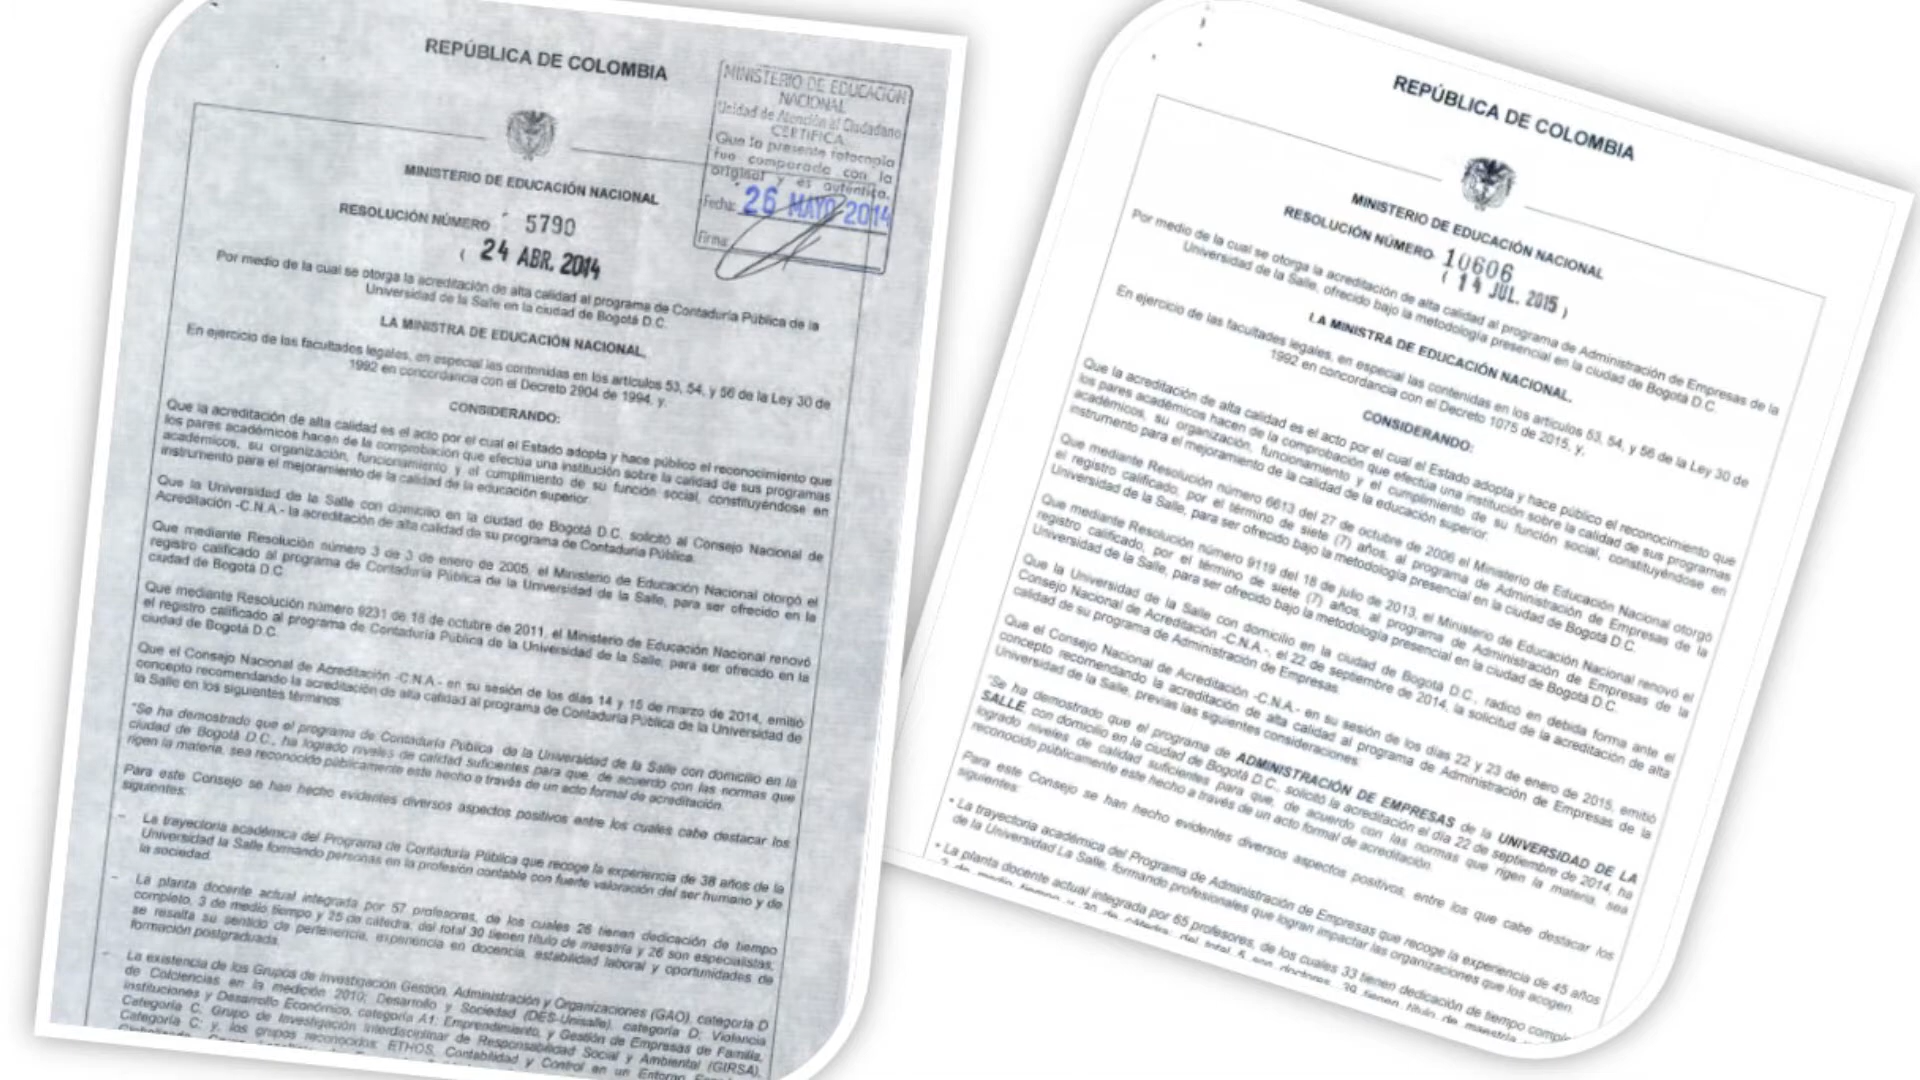 REPÚBLICA DE COLOMBIA
MINISTERIO DE EDUCACIÓN
NACIONAL
Unidad de Atención al Ciudadano
CERTIFICA
Que la presente fotocopia
fue comparada con la
original y es auténtica.
Fecha: 26 MAYO 2014
Firma:
MINISTERIO DE EDUCACIÓN NACIONAL
RESOLUCIÓN NÚMERO 5790
( 24 ABR. 2014
Por medio de la cual se otorga la acreditación de alta calidad al programa de Contaduría Pública de la
Universidad de la Salle en la ciudad de Bogotá D.C.
LA MINISTRA DE EDUCACIÓN NACIONAL,
En ejercicio de las facultades legales, en especial las contenidas en los artículos 53, 54, y 56 de la Ley 30 de
1992 en concordancia con el Decreto 2904 de 1994, y,
CONSIDERANDO:
Que la acreditación de alta calidad es el acto por el cual el Estado adopta y hace público el reconocimiento que
los pares académicos hacen de la comprobación que efectúa una institución sobre la calidad de sus programas
académicos, su organización, funcionamiento y el cumplimiento de su función social, constituyéndose en
instrumento para el mejoramiento de la calidad de la educación superior.
Que la Universidad de la Salle con domicilio en la ciudad de Bogotá D.C. solicitó al Consejo Nacional de
Acreditación -C.N.A.- la acreditación de alta calidad de su programa de Contaduría Pública.
Que mediante Resolución número 3 de 3 de enero de 2005, el Ministerio de Educación Nacional otorgó el
registro calificado al programa de Contaduría Pública de la Universidad de la Salle, para ser ofrecido en la
ciudad de Bogotá D.C.
Que mediante Resolución número 9231 de 18 de octubre de 2011, el Ministerio de Educación Nacional renovó
el registro calificado al programa de Contaduría Pública de la Universidad de la Salle, para ser ofrecido en la
ciudad de Bogotá D.C.
Que el Consejo Nacional de Acreditación -C.N.A.- en su sesión de los días 14 y 15 de marzo de 2014, emitió
concepto recomendando la acreditación de alta calidad al programa de Contaduría Pública de la Universidad de
la Salle en los siguientes términos:
"Se ha demostrado que el programa de Contaduría Pública de la Universidad de la Salle con domicilio en la
ciudad de Bogotá D.C., ha logrado niveles de calidad suficientes para que, de acuerdo con las normas que
rigen la materia, sea reconocido públicamente este hecho a través de un acto formal de acreditación.
Para este Consejo se han hecho evidentes diversos aspectos positivos entre los cuales cabe destacar los
siguientes:
- La trayectoria académica del Programa de Contaduría Pública que recoge la experiencia de 38 años de la
Universidad la Salle formando personas en la profesión contable con fuerte valoración del ser humano y de
la sociedad.
- La planta docente actual integrada por 57 profesores, de los cuales 26 tienen dedicación de tiempo
completo, 3 de medio tiempo y 25 de cátedra; del total 30 tienen título de maestría y 26 son especialistas;
se resalta su sentido de pertenencia, experiencia en docencia, estabilidad laboral y oportunidades de
formación postgraduada.
- La existencia de los Grupos de Investigación Gestión, Administración y Organizaciones (GAO), categoría D
de Colciencias en la medición 2010; Desarrollo y Sociedad (DES-Unisalle), categoría D; Violencia
Instituciones y Desarrollo Económico, categoría A1; Emprendimiento, y Gestión de Empresas de Familia,
Categoría C; Grupo de Investigación Interdisciplinar de Responsabilidad Social y Ambiental (GIRSA),
Categoría C; y, los grupos reconocidos: ETHOS, Contabilidad y Control en un Entorno
REPÚBLICA DE COLOMBIA
MINISTERIO DE EDUCACIÓN NACIONAL
RESOLUCIÓN NÚMERO 10606
( 14 JUL. 2015 )
Por medio de la cual se otorga la acreditación de alta calidad al programa de Administración de Empresas de la
Universidad de la Salle, ofrecido bajo la metodología presencial en la ciudad de Bogotá D.C.
LA MINISTRA DE EDUCACIÓN NACIONAL,
En ejercicio de las facultades legales, en especial las contenidas en los artículos 53, 54, y 56 de la Ley 30 de
1992 en concordancia con el Decreto 1075 de 2015, y,
CONSIDERANDO:
Que la acreditación de alta calidad es el acto por el cual el Estado adopta y hace público el reconocimiento que
los pares académicos hacen de la comprobación que efectúa una institución sobre la calidad de sus programas
académicos, su organización, funcionamiento y el cumplimiento de su función social, constituyéndose en
instrumento para el mejoramiento de la calidad de la educación superior.
Que mediante Resolución número 6613 del 27 de octubre de 2006 el Ministerio de Educación Nacional otorgó
el registro calificado, por el término de siete (7) años, al programa de Administración de Empresas de la
Universidad de la Salle, para ser ofrecido bajo la metodología presencial en la ciudad de Bogotá D.C.
Que mediante Resolución número 9119 del 18 de julio de 2013, el Ministerio de Educación Nacional renovó el
registro calificado, por el término de siete (7) años, al programa de Administración de Empresas de la
Universidad de la Salle, para ser ofrecido bajo la metodología presencial en la ciudad de Bogotá D.C.
Que la Universidad de la Salle con domicilio en la ciudad de Bogotá D.C., radicó en debida forma ante el
Consejo Nacional de Acreditación -C.N.A.-, el 22 de septiembre de 2014, la solicitud de la acreditación de alta
calidad de su programa de Administración de Empresas.
Que el Consejo Nacional de Acreditación -C.N.A.- en su sesión de los días 22 y 23 de enero de 2015, emitió
concepto recomendando la acreditación de alta calidad al programa de Administración de Empresas de la
Universidad de la Salle, previas las siguientes consideraciones:
"Se ha demostrado que el programa de ADMINISTRACIÓN DE EMPRESAS de la UNIVERSIDAD DE LA
SALLE, con domicilio en la ciudad de Bogotá D.C., solicitó la acreditación el día 22 de septiembre de 2014, ha
logrado niveles de calidad suficientes para que, de acuerdo con las normas que rigen la materia, sea
reconocido públicamente este hecho a través de un acto formal de acreditación.
Para este Consejo se han hecho evidentes diversos aspectos positivos, entre los que cabe destacar los
siguientes:
• La trayectoria académica del Programa de Administración de Empresas que recoge la experiencia de 45 años
de la Universidad La Salle, formando profesionales que logran impactar las organizaciones que los acogen.
• La planta docente actual integrada por 65 profesores, de los cuales 33 tienen dedicación de tiempo
2 de medio tiempo y 30 de cátedra; del total 5 son doctores, 39 tienen título de maestría